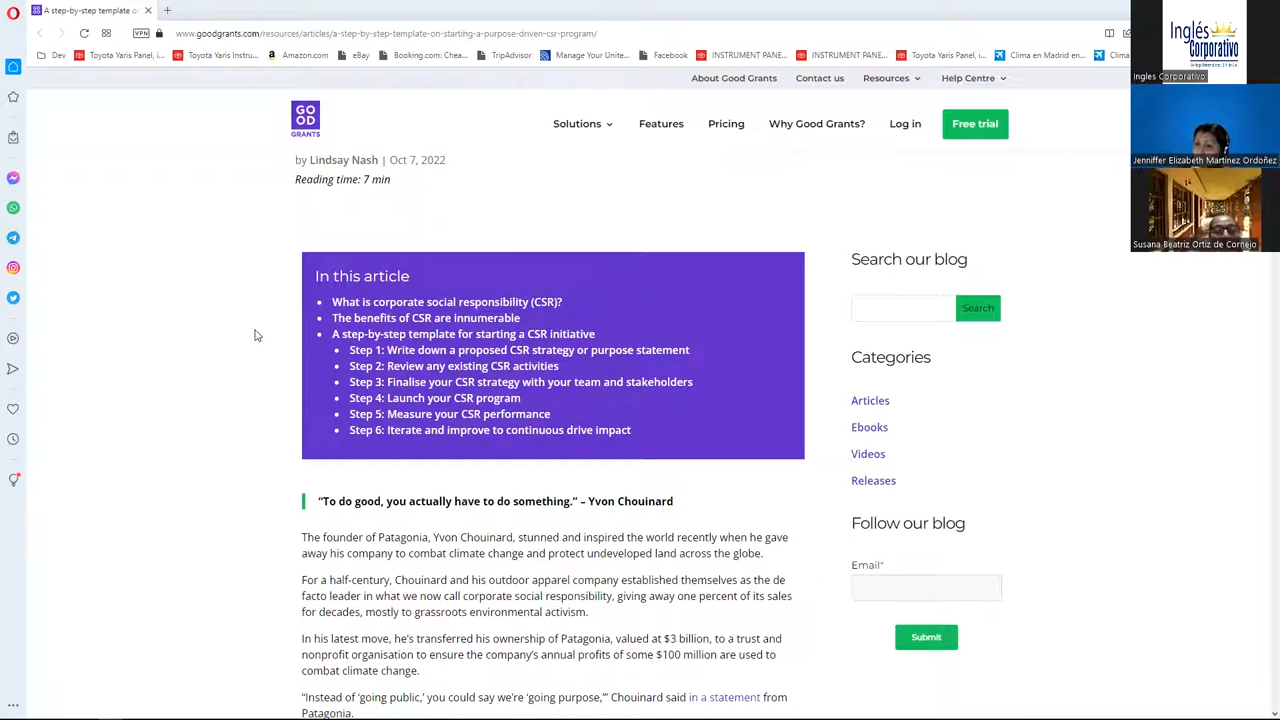 A step-by-step template o
VPN
www.goodgrants.com/resources/articles/a-step-by-step-template-on-starting-a-purpose-driven-csr-program/
Dev
Toyota Yaris Panel, i...
Toyota Yaris Instru...
Amazon.com
eBay
Booking.com: Chea...
TripAdvisor
Manage Your Unite...
Facebook
INSTRUMENT PANE...
INSTRUMENT PANE...
Toyota Yaris Panel, i...
Clima en Madrid en...
Clima
About Good Grants
Contact us
Resources
Help Centre
GO
OD
GRANTS
Solutions
Features
Pricing
Why Good Grants?
Log in
Free trial
by Lindsay Nash | Oct 7, 2022
Reading time: 7 min
In this article
What is corporate social responsibility (CSR)?
The benefits of CSR are innumerable
A step-by-step template for starting a CSR initiative
Step 1: Write down a proposed CSR strategy or purpose statement
Step 2: Review any existing CSR activities
Step 3: Finalise your CSR strategy with your team and stakeholders
Step 4: Launch your CSR program
Step 5: Measure your CSR performance
Step 6: Iterate and improve to continuous drive impact
“To do good, you actually have to do something.” – Yvon Chouinard
The founder of Patagonia, Yvon Chouinard, stunned and inspired the world recently when he gave
away his company to combat climate change and protect undeveloped land across the globe.
For a half-century, Chouinard and his outdoor apparel company established themselves as the de
facto leader in what we now call corporate social responsibility, giving away one percent of its sales
for decades, mostly to grassroots environmental activism.
In his latest move, he’s transferred his ownership of Patagonia, valued at $3 billion, to a trust and
nonprofit organisation to ensure the company’s annual profits of some $100 million are used to
combat climate change.
“Instead of ‘going public,’ you could say we’re ‘going purpose,’” Chouinard said in a statement from
Patagonia.
Search our blog
Search
Categories
Articles
Ebooks
Videos
Releases
Follow our blog
Email*
Submit
Inglés
Corporativo
Ingles Corporativo
Jenniffer Elizabeth Martinez Ordoñez
Susana Beatriz Ortiz de Cornejo